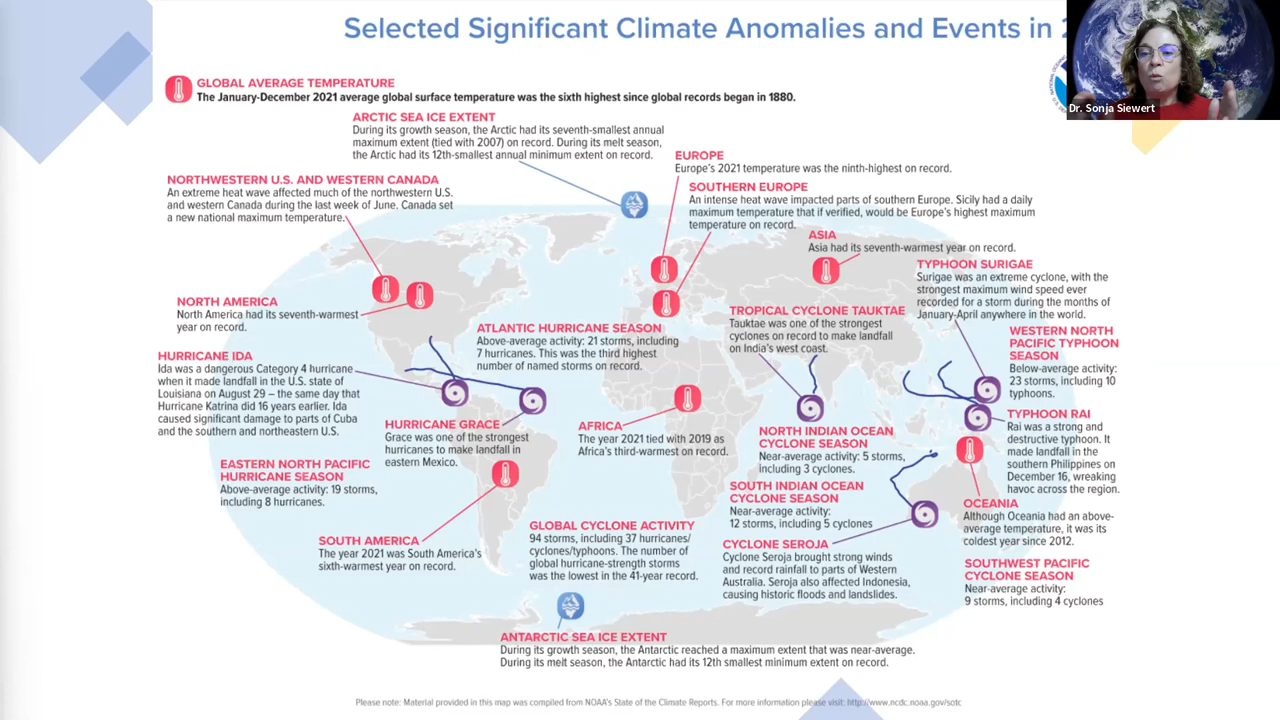 Selected Significant Climate Anomalies and Events in
Dr. Sonja Siewert
GLOBAL AVERAGE TEMPERATURE
The January-December 2021 average global surface temperature was the sixth highest since global records began in 1880.
ARCTIC SEA ICE EXTENT
During its growth season, the Arctic had its seventh-smallest annual
maximum extent (tied with 2007) on record. During its melt season,
the Arctic had its 12th-smallest annual minimum extent on record.
EUROPE
Europe's 2021 temperature was the ninth-highest on record.
NORTHWESTERN U.S. AND WESTERN CANADA
An extreme heat wave affected much of the northwestern U.S.
and western Canada during the last week of June. Canada set
a new national maximum temperature.
SOUTHERN EUROPE
An intense heat wave impacted parts of southern Europe. Sicily had a daily
maximum temperature that if verified, would be Europe's highest maximum
temperature on record.
ASIA
Asia had its seventh-warmest year on record.
TYPHOON SURIGAE
Surigae was an extreme cyclone, with the
strongest maximum wind speed ever
recorded for a storm during the months of
January-April anywhere in the world.
NORTH AMERICA
North America had its seventh-warmest
year on record.
ATLANTIC HURRICANE SEASON
Above-average activity: 21 storms, including
7 hurricanes. This was the third highest
number of named storms on record.
TROPICAL CYCLONE TAUKTAE
Tauktae was one of the strongest
cyclones on record to make landfall
on India's west coast.
WESTERN NORTH
PACIFIC TYPHOON
SEASON
Below-average activity:
23 storms, including 10
typhoons.
HURRICANE IDA
Ida was a dangerous Category 4 hurricane
when it made landfall in the U.S. state of
Louisiana on August 29 – the same day that
Hurricane Katrina did 16 years earlier. Ida
caused significant damage to parts of Cuba
and the southern and northeastern U.S.
HURRICANE GRACE
Grace was one of the strongest
hurricanes to make landfall in
eastern Mexico.
AFRICA
The year 2021 tied with 2019 as
Africa's third-warmest on record.
NORTH INDIAN OCEAN
CYCLONE SEASON
Near-average activity: 5 storms,
including 3 cyclones.
TYPHOON RAI
Rai was a strong and
destructive typhoon. It
made landfall in the
southern Philippines on
December 16, wreaking
havoc across the region.
EASTERN NORTH PACIFIC
HURRICANE SEASON
Above-average activity: 19 storms,
including 8 hurricanes.
SOUTH INDIAN OCEAN
CYCLONE SEASON
Near-average activity:
12 storms, including 5 cyclones
OCEANIA
Although Oceania had an above-
average temperature, it was its
coldest year since 2012.
SOUTH AMERICA
The year 2021 was South America's
sixth-warmest year on record.
GLOBAL CYCLONE ACTIVITY
94 storms, including 37 hurricanes/
cyclones/typhoons. The number of
global hurricane-strength storms
was the lowest in the 41-year record.
CYCLONE SEROJA
Cyclone Seroja brought strong winds
and record rainfall to parts of Western
Australia. Seroja also affected Indonesia,
causing historic floods and landslides.
SOUTHWEST PACIFIC
CYCLONE SEASON
Near-average activity:
9 storms, including 4 cyclones
ANTARCTIC SEA ICE EXTENT
During its growth season, the Antarctic reached a maximum extent that was near-average.
During its melt season, the Antarctic had its 12th smallest minimum extent on record.
Please note: Material provided in this map was compiled from NOAA's State of the Climate Reports. For more information please visit: http://www.ncdc.noaa.gov/sotc